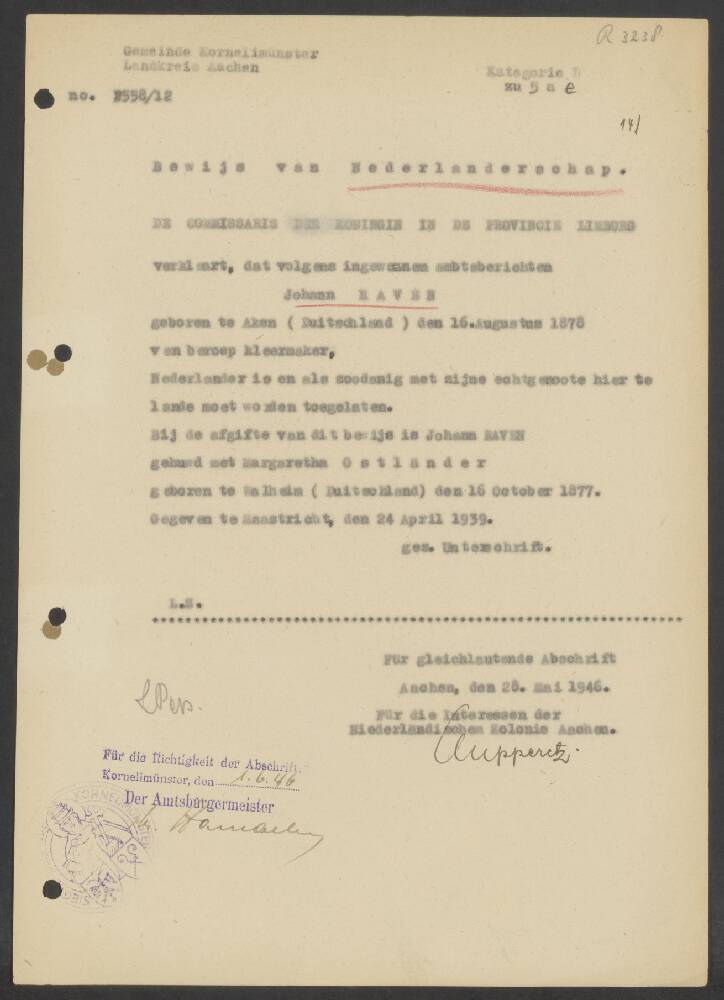 R 3238
Gemeinde Kornelimünster
Landkreis Aachen
Kategorie D
zu 5 a e
no. F558/12
141
Bewijs van Nederlanderschap.
DE COMMISSARIS DER KONINGIN IN DE PROVINCIE LIMBORG
verklaart, dat volgens ingewonnen ambtsberichten
Johann RAVEN
geboren te Aken ( Duitschland ) den 16.Augustus 1878
van beroep kleermaker,
Nederlander is en als zoodanig met zijne echtgenoote hier te
lande moet worden toegelaten.
Bij de afgifte van dit bewijs is Johann RAVEN
gehuwd met Margaretha Ostländer
geboren te Walheim ( Duitschland) den 16 October 1877.
Gegeven te Maastricht, den 24 April 1939.
gez. Unterschrift.
L.S.
Für gleichlautende Abschrift
Aachen, den 28. Mai 1946.
Für die Interessen der
Niederländischen Kolonie Aachen.
2 Pers.
Für die Richtigkeit der Abschrift.
Kornelimünster, den 1.6.46
Der Amtsbürgermeister